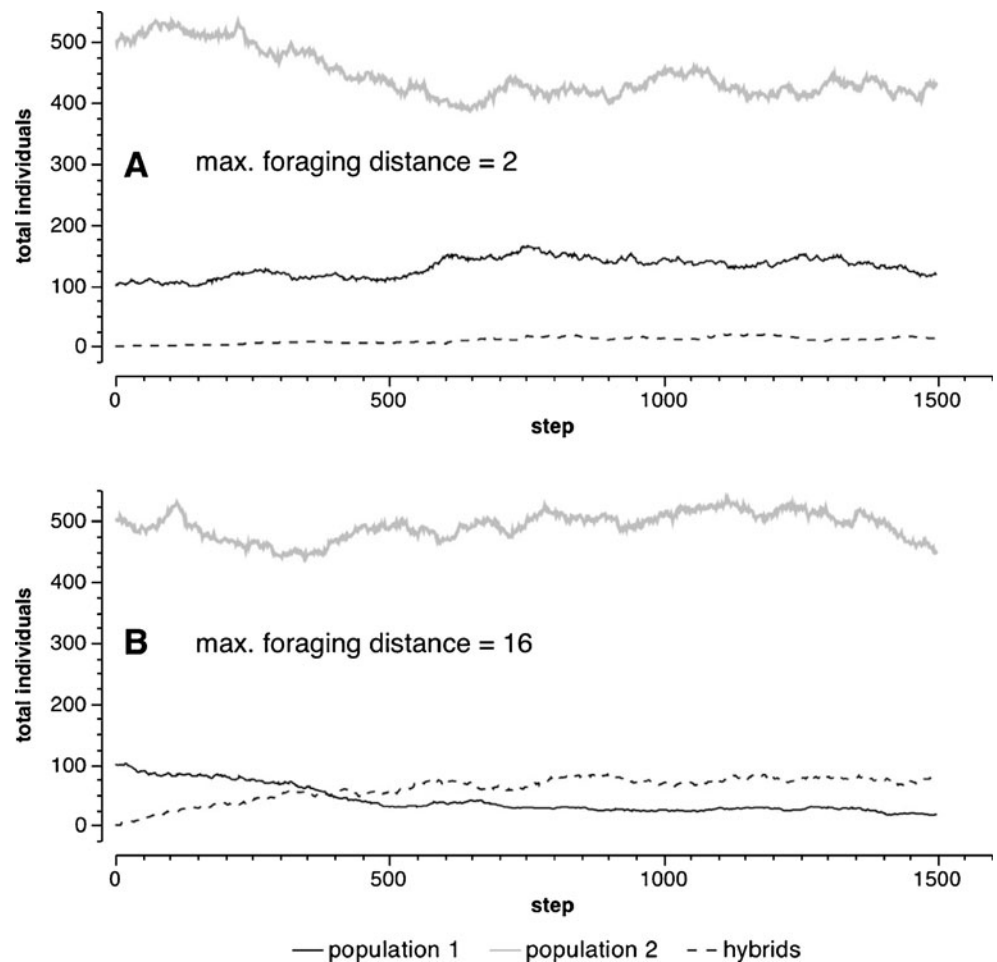 500
400
300
200
100
0
total individuals
A max. foraging distance = 2
0 500 1000 1500
step
500
400
300
200
100
0
total individuals
B max. foraging distance = 16
0 500 1000 1500
step
population 1 population 2 hybrids